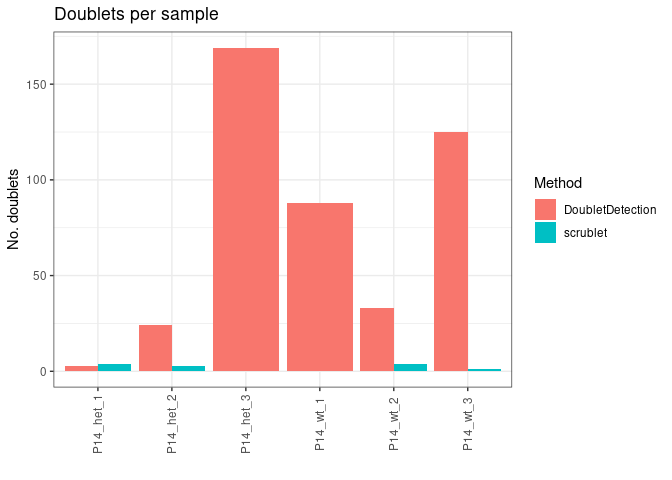 Doublets per sample
No. doublets
150
100
50
0
P14_het_1
P14_het_2
P14_het_3
P14_wt_1
P14_wt_2
P14_wt_3
Method
DoubletDetection
scrublet